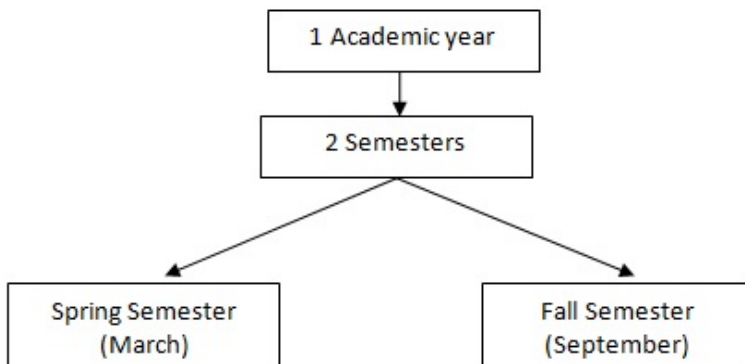 1 Academic year
2 Semesters
Spring Semester
(March)
Fall Semester
(September)